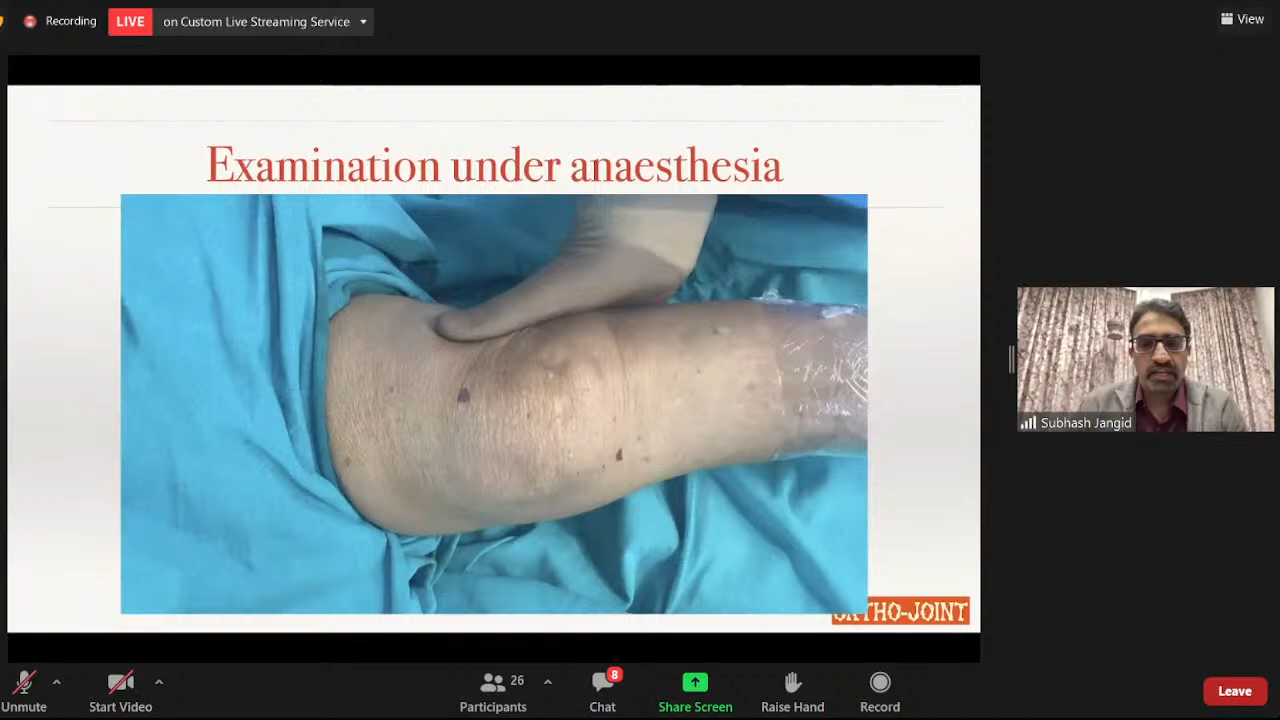 Recording
LIVE on Custom Live Streaming Service
View
Examination under anaesthesia
Subhash Jangid
ORTHO-JOINT
26
8
Unmute
Start Video
Participants
Chat
Share Screen
Raise Hand
Record
Leave